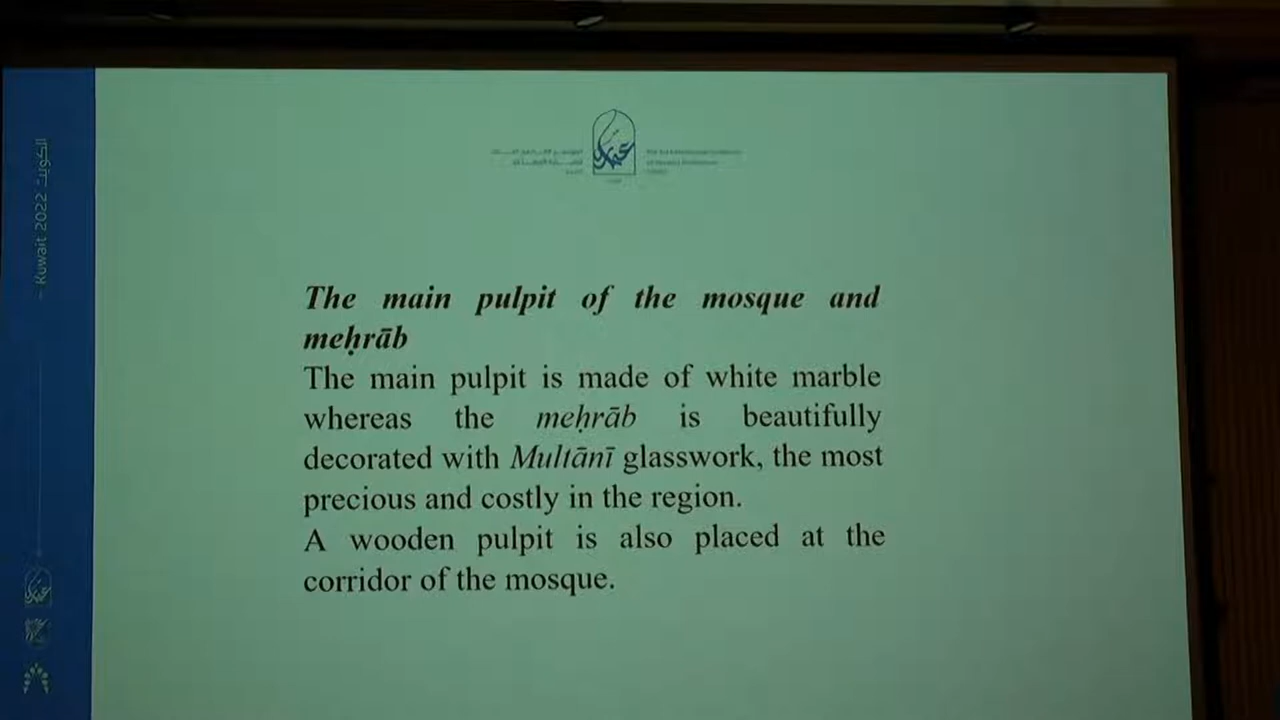 The main pulpit of the mosque and
meḥrāb
The main pulpit is made of white marble
whereas the meḥrāb is beautifully
decorated with Multānī glasswork, the most
precious and costly in the region.
A wooden pulpit is also placed at the
corridor of the mosque.
الكويت Kuwait 2022 –